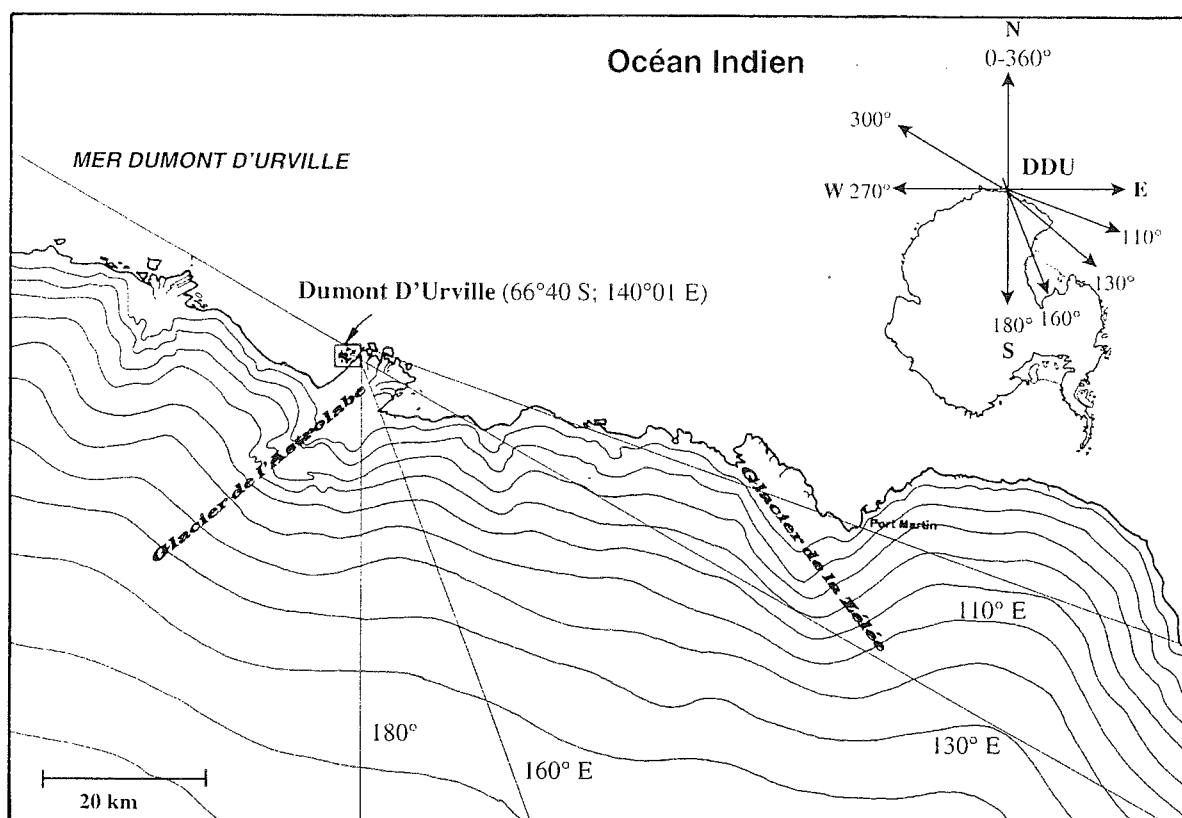 Océan Indien
N
0-360°
300°
MER DUMONT D'URVILLE
DDU
W 270°
E
110°
130°
180°
160°
S
Dumont D'Urville (66°40 S; 140°01 E)
Glacier de l'Astrolabe
Glacier de la Zélée
Port Martin
110° E
180°
130° E
160° E
20 km